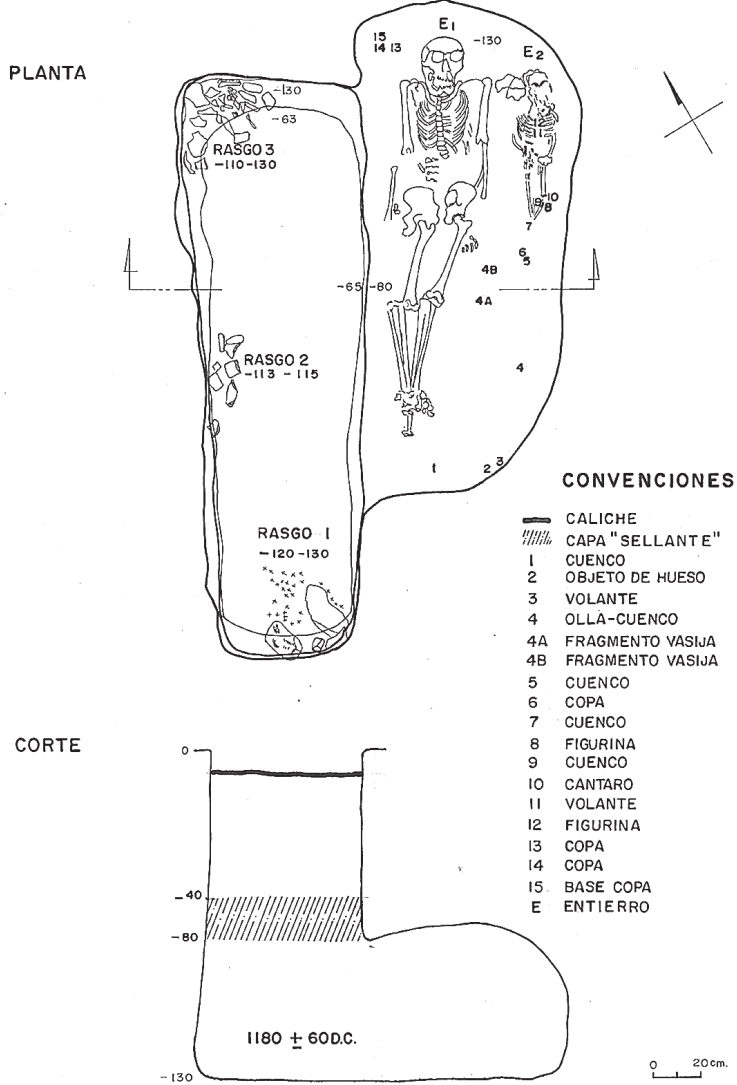 PLANTA
E1
15
14 13
-130
E2
-130
-63
RASGO 3
-110-130
12
11
10
9 8
8
7
6
5
4B
-65 -80
4A
RASGO 2
-113 -115
4
1
2 3
RASGO 1
-120 -130
CONVENCIONES
CALICHE
CAPA "SELLANTE"
1 CUENCO
2 OBJETO DE HUESO
3 VOLANTE
4 OLLA-CUENCO
4A FRAGMENTO VASIJA
4B FRAGMENTO VASIJA
5 CUENCO
6 COPA
7 CUENCO
8 FIGURINA
9 CUENCO
10 CANTARO
11 VOLANTE
12 FIGURINA
13 COPA
14 COPA
15 BASE COPA
E ENTIERRO
CORTE
0
-40
-80
1180 ± 60 D.C.
-130
0 20cm.